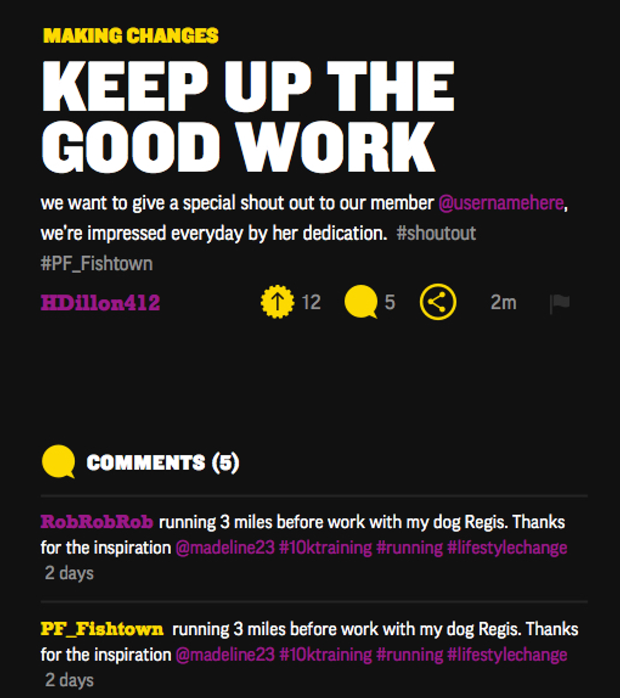 MAKING CHANGES
KEEP UP THE
GOOD WORK
we want to give a special shout out to our member @usernamehere,
we’re impressed everyday by her dedication. #shoutout
#PF_Fishtown
HDillon412 12 5 2m
COMMENTS (5)
RobRobRob running 3 miles before work with my dog Regis. Thanks
for the inspiration @madeline23 #10ktraining #running #lifestylechange
2 days
PF_Fishtown running 3 miles before work with my dog Regis. Thanks
for the inspiration @madeline23 #10ktraining #running #lifestylechange
2 days